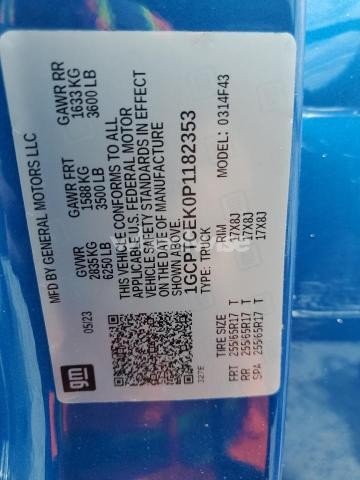 MFD BY GENERAL MOTORS LLC
GVWR GAWR FRT GAWR RR
2835 KG 1588 KG 1633 KG
6250 LB 3500 LB 3600 LB
THIS VEHICLE CONFORMS TO ALL
APPLICABLE U.S. FEDERAL MOTOR
VEHICLE SAFETY STANDARDS IN EFFECT
ON THE DATE OF MANUFACTURE
1GCPTCEK0P1182353
TYPE: TRUCK MODEL: 0314F43
05/23
gm
327E
TIRE SIZE RIM
FRT 255/65R17 T 17X8J
RR 255/65R17 T 17X8J
SPA 255/65R17 T 17X8J